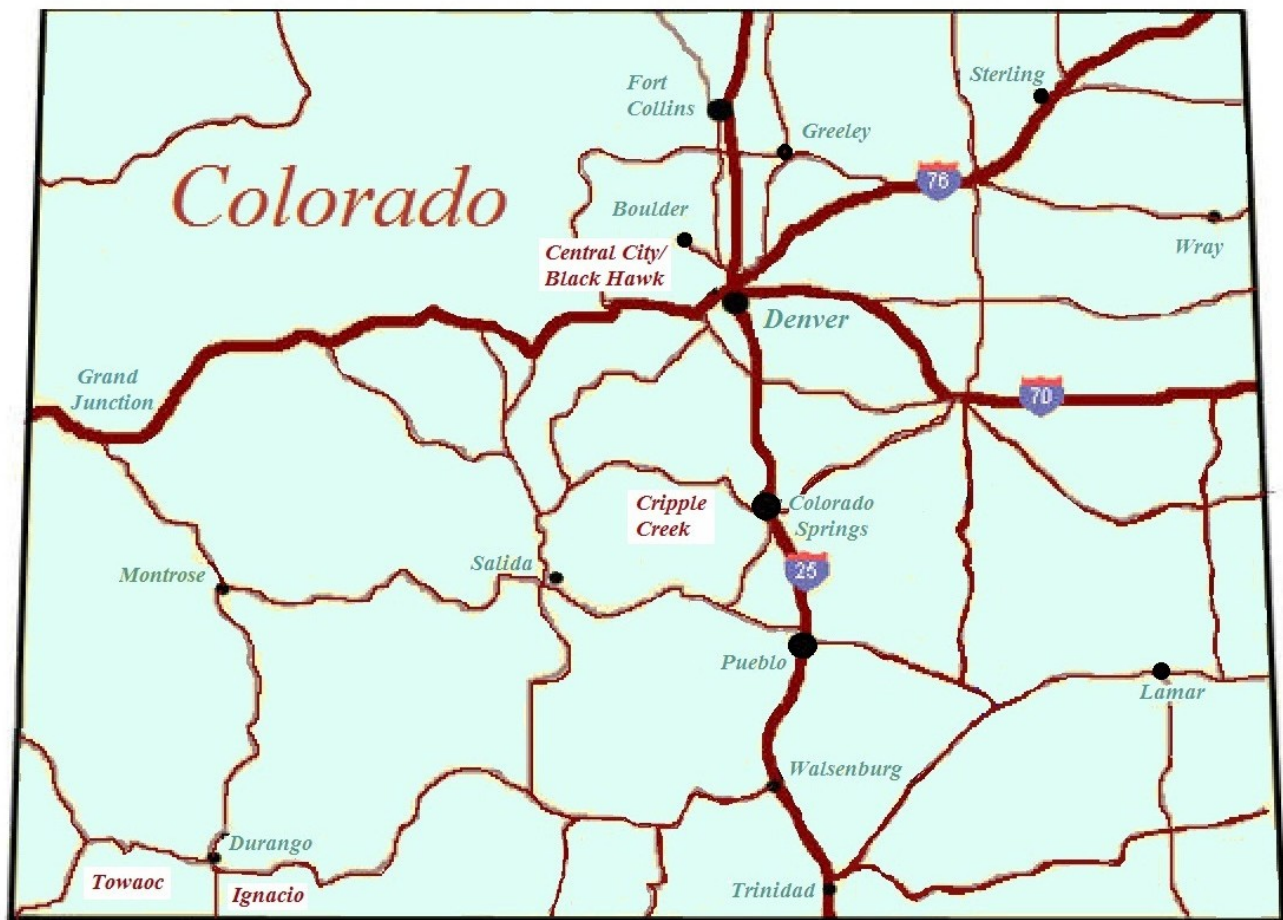 Sterling
Fort
Collins
Greeley
76
Colorado
Boulder
Wray
Central City/
Black Hawk
Denver
Grand
Junction
70
Cripple
Creek
Colorado
Springs
Salida
Montrose
25
Pueblo
Lamar
Walsenburg
Durango
Towaoc
Ignacio
Trinidad